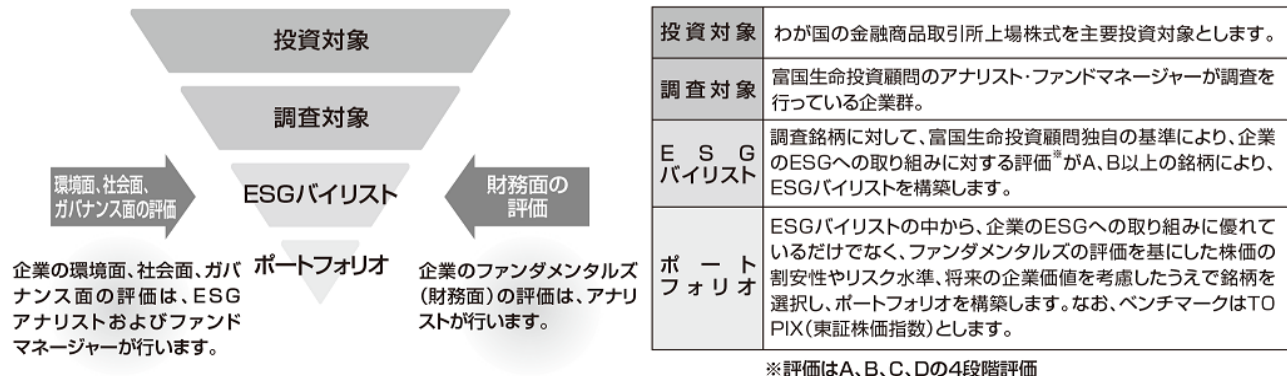 投資対象
調査対象
ESGバイリスト
ポートフォリオ
環境面、社会面、
ガバナンス面の評価
財務面の
評価
企業の環境面、社会面、ガバ
ナンス面の評価は、ESG
アナリストおよびファンド
マネージャーが行います。
企業のファンダメンタルズ
(財務面)の評価は、アナリ
ストが行います。
投資対象
わが国の金融商品取引所上場株式を主要投資対象とします。
調査対象
富国生命投資顧問のアナリスト・ファンドマネージャーが調査を
行っている企業群。
ESG
バイリスト
調査銘柄に対して、富国生命投資顧問独自の基準により、企業
のESGへの取り組みに対する評価※がA、B以上の銘柄により、
ESGバイリストを構築します。
ポート
フォリオ
ESGバイリストの中から、企業のESGへの取り組みに優れて
いるだけでなく、ファンダメンタルズの評価を基にした株価の
割安性やリスク水準、将来の企業価値を考慮したうえで銘柄を
選択し、ポートフォリオを構築します。なお、ベンチマークはTO
PIX(東証株価指数)とします。
※評価はA、B、C、Dの4段階評価